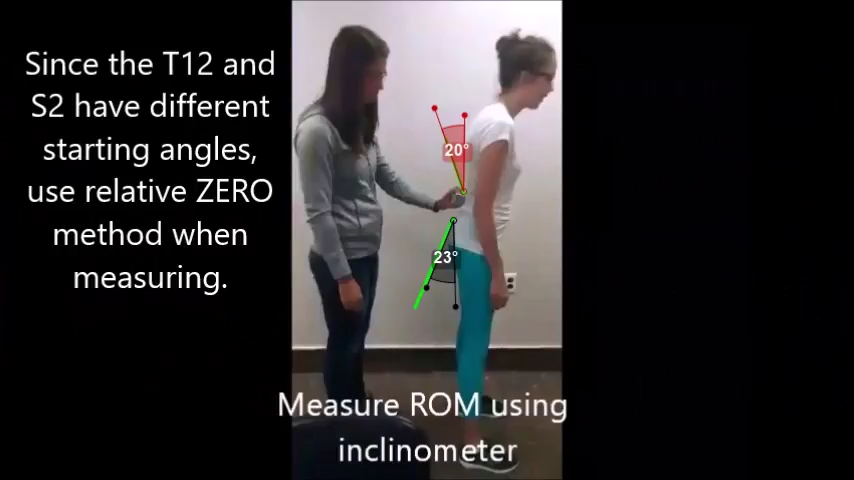 Since the T12 and
S2 have different
starting angles,
use relative ZERO
method when
measuring.
20°
23°
Measure ROM using
inclinometer